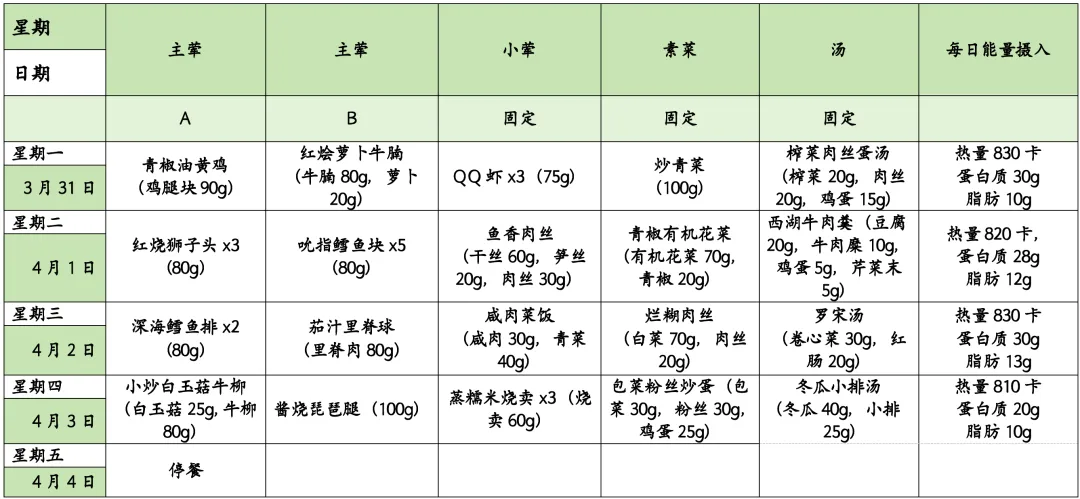 星期
日期
主荤
主荤
小荤
素菜
汤
每日能量摄入
A
B
固定
固定
固定
星期一
3月31日
青椒油黄鸡
（鸡腿块 90g）
红烩萝卜牛腩
（牛腩 80g，萝卜
20g）
QQ 虾 x3（75g）
炒青菜
（100g）
榨菜肉丝蛋汤
（榨菜 20g，肉丝
20g，鸡蛋 15g）
热量 830 卡
蛋白质 30g
脂肪 10g
星期二
4月1日
红烧狮子头 x3
（80g）
吮指鳕鱼块 x5
（80g）
鱼香肉丝
（干丝 60g，笋丝
20g，肉丝 30g）
青椒有机花菜
（有机花菜 70g，
青椒 20g）
西湖牛肉羹（豆腐
20g，牛肉糜 10g，
鸡蛋 5g，芹菜末
5g）
热量 820 卡，
蛋白质 28g
脂肪 12g
星期三
4月2日
深海鳕鱼排 x2
（80g）
茄汁里脊球
（里脊肉 80g）
咸肉菜饭
（咸肉 30g，青菜
40g）
烂糊肉丝
（白菜 70g，肉丝
20g）
罗宋汤
（卷心菜 30g，红
肠 20g）
热量 830 卡
蛋白质 30g
脂肪 13g
星期四
4月3日
小炒白玉菇牛柳
（白玉菇 25g，牛柳
80g）
酱烧琵琶腿（100g）
蒸糯米烧卖 x3（烧
卖 60g）
包菜粉丝炒蛋（包
菜 30g，粉丝 30g，
鸡蛋 25g）
冬瓜小排汤
（冬瓜 40g，小排
25g）
热量 810 卡
蛋白质 20g
脂肪 10g
星期五
4月4日
停餐